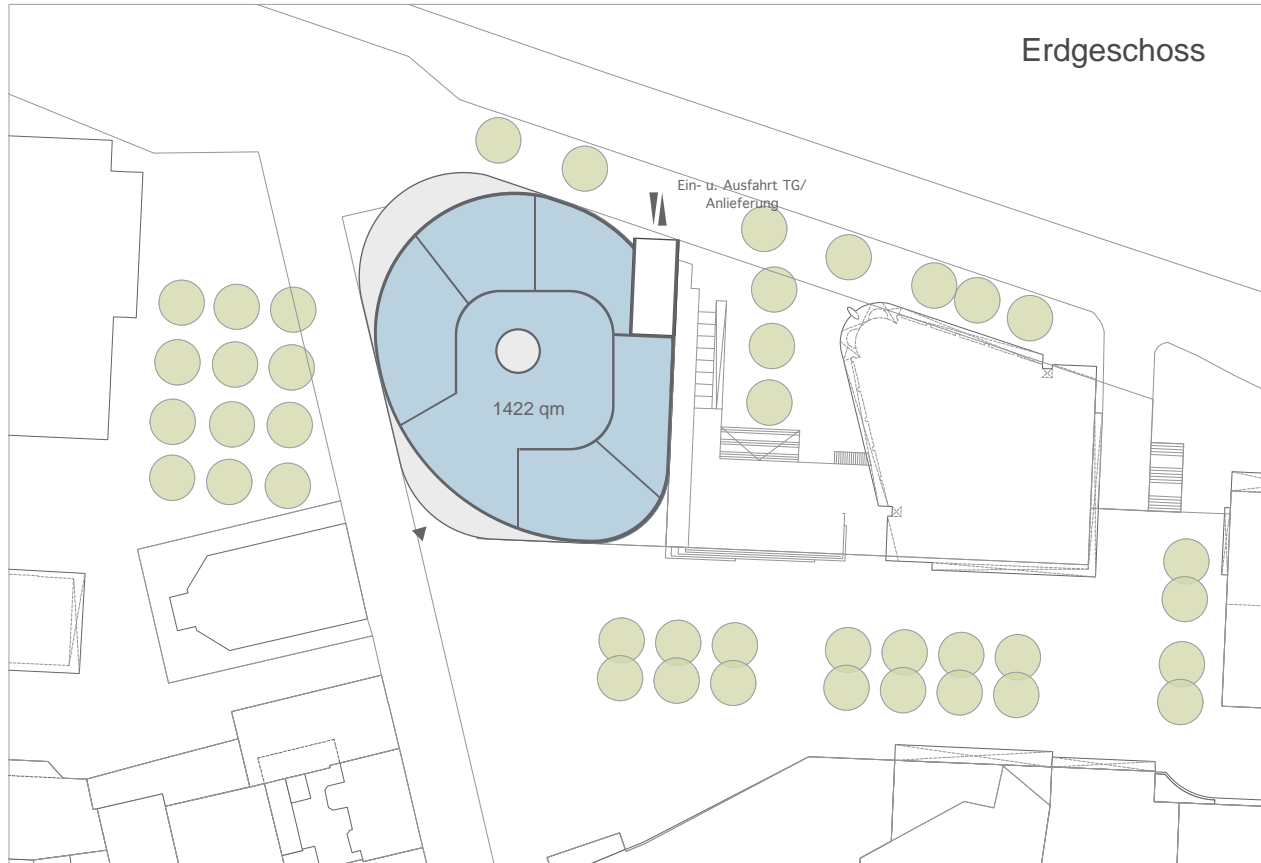 Erdgeschoss
Ein- u. Ausfahrt TG/
Anlieferung
1422 qm